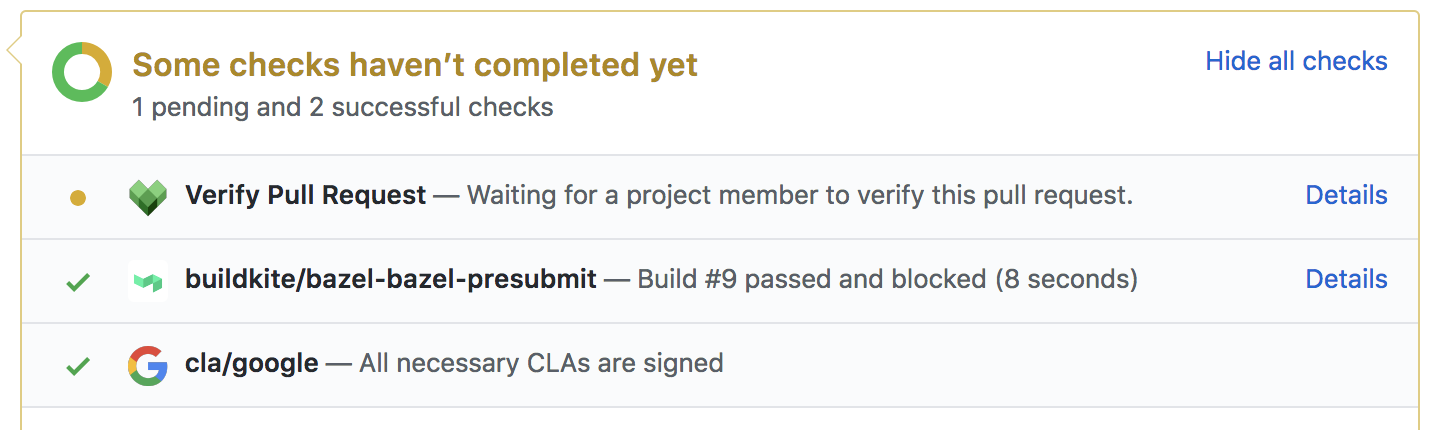 Some checks haven’t completed yet
Hide all checks
1 pending and 2 successful checks
Verify Pull Request — Waiting for a project member to verify this pull request. Details
buildkite/bazel-bazel-presubmit — Build #9 passed and blocked (8 seconds) Details
cla/google — All necessary CLAs are signed